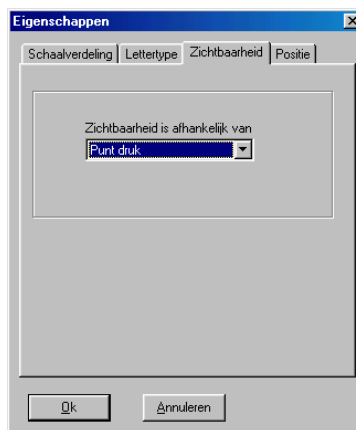 Eigenschappen
Schaalverdeling Lettertype Zichtbaarheid Positie
Zichtbaarheid is afhankelijk van
Punt druk
Ok Annuleren